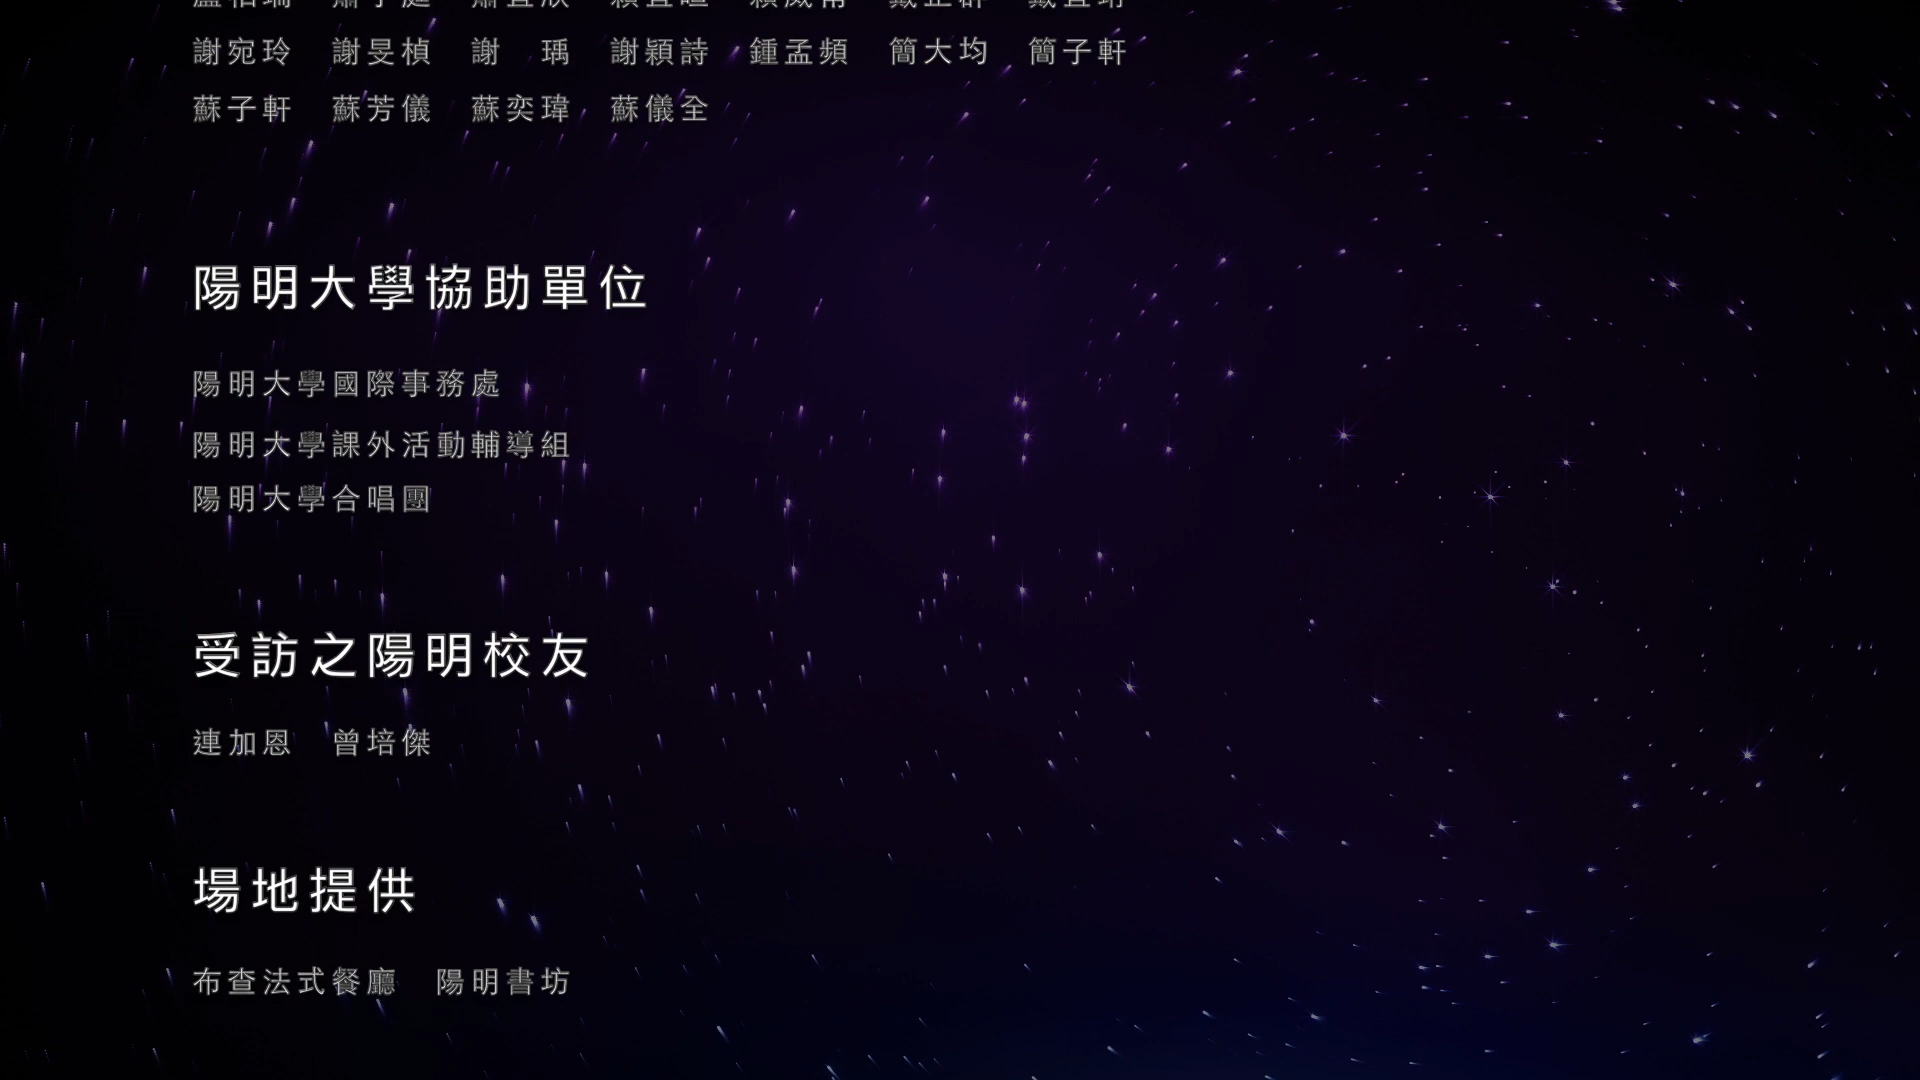 謝宛玲　謝旻楨　謝　瑀　謝穎詩　鍾孟頻　簡大均　簡子軒
蘇子軒　蘇芳儀　蘇奕瑋　蘇儀全
陽明大學協助單位
陽明大學國際事務處
陽明大學課外活動輔導組
陽明大學合唱團
受訪之陽明校友
連加恩　曾培傑
場地提供
布查法式餐廳　陽明書坊